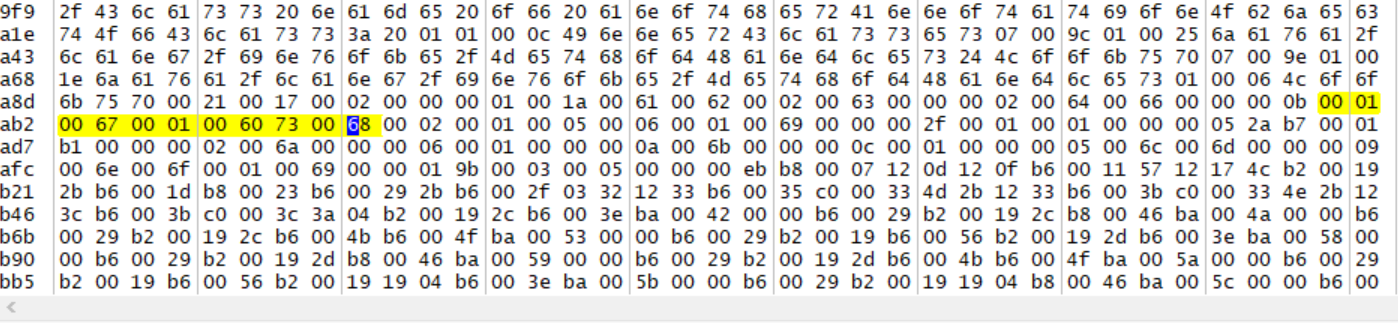 9f9 2f 43 6c 61 73 73 20 6e 61 6d 65 20 6f 66 20 61 6e 6f 74 68 65 72 41 6e 6e 6f 74 61 74 69 6f 6e 4f 62 6a 65 63
a1e 74 4f 66 43 6c 61 73 73 3a 20 01 01 00 0c 49 6e 6e 65 72 43 6c 61 73 73 65 73 07 00 9c 01 00 25 6a 61 76 61 2f
a43 6c 61 6e 67 2f 69 6e 76 6f 6b 65 2f 4d 65 74 68 6f 64 48 61 6e 64 6c 65 73 24 4c 6f 6f 6b 75 70 07 00 9e 01 00
a68 1e 6a 61 76 61 2f 6c 61 6e 67 2f 69 6e 76 6f 6b 65 2f 4d 65 74 68 6f 64 48 61 6e 64 6c 65 73 01 00 06 4c 6f 6f
a8d 6b 75 70 00 21 00 17 00 02 00 00 00 01 00 1a 00 61 00 62 00 02 00 63 00 00 00 02 00 64 00 66 00 00 00 0b 00 01
ab2 00 67 00 01 00 60 73 00 68 00 02 00 01 00 05 00 06 00 01 00 69 00 00 00 2f 00 01 00 01 00 00 00 05 2a b7 00 01
ad7 b1 00 00 00 02 00 6a 00 00 00 06 00 01 00 00 00 0a 00 6b 00 00 00 0c 00 01 00 00 00 05 00 6c 00 6d 00 00 00 09
afc 00 6e 00 6f 00 01 00 69 00 00 01 9b 00 03 00 05 00 00 00 eb b8 00 07 12 0d 12 0f b6 00 11 57 12 17 4c b2 00 19
b21 2b b6 00 1d b8 00 23 b6 00 29 2b b6 00 2f 03 32 12 33 b6 00 35 c0 00 33 4d 2b 12 33 b6 00 3b c0 00 33 4e 2b 12
b46 3c b6 00 3b c0 00 3c 3a 04 b2 00 19 2c b6 00 3e ba 00 42 00 00 b6 00 29 b2 00 19 2c b8 00 46 ba 00 4a 00 00 b6
b6b 00 29 b2 00 19 2c b6 00 4b b6 00 4f ba 00 53 00 00 b6 00 29 b2 00 19 b6 00 56 b2 00 19 2d b6 00 3e ba 00 58 00
b90 00 b6 00 29 b2 00 19 2d b8 00 46 ba 00 59 00 00 b6 00 29 b2 00 19 2d b6 00 4b b6 00 4f ba 00 5a 00 00 b6 00 29
bb5 b2 00 19 b6 00 56 b2 00 19 19 04 b6 00 3e ba 00 5b 00 00 b6 00 29 b2 00 19 19 04 b8 00 46 ba 00 5c 00 00 b6 00